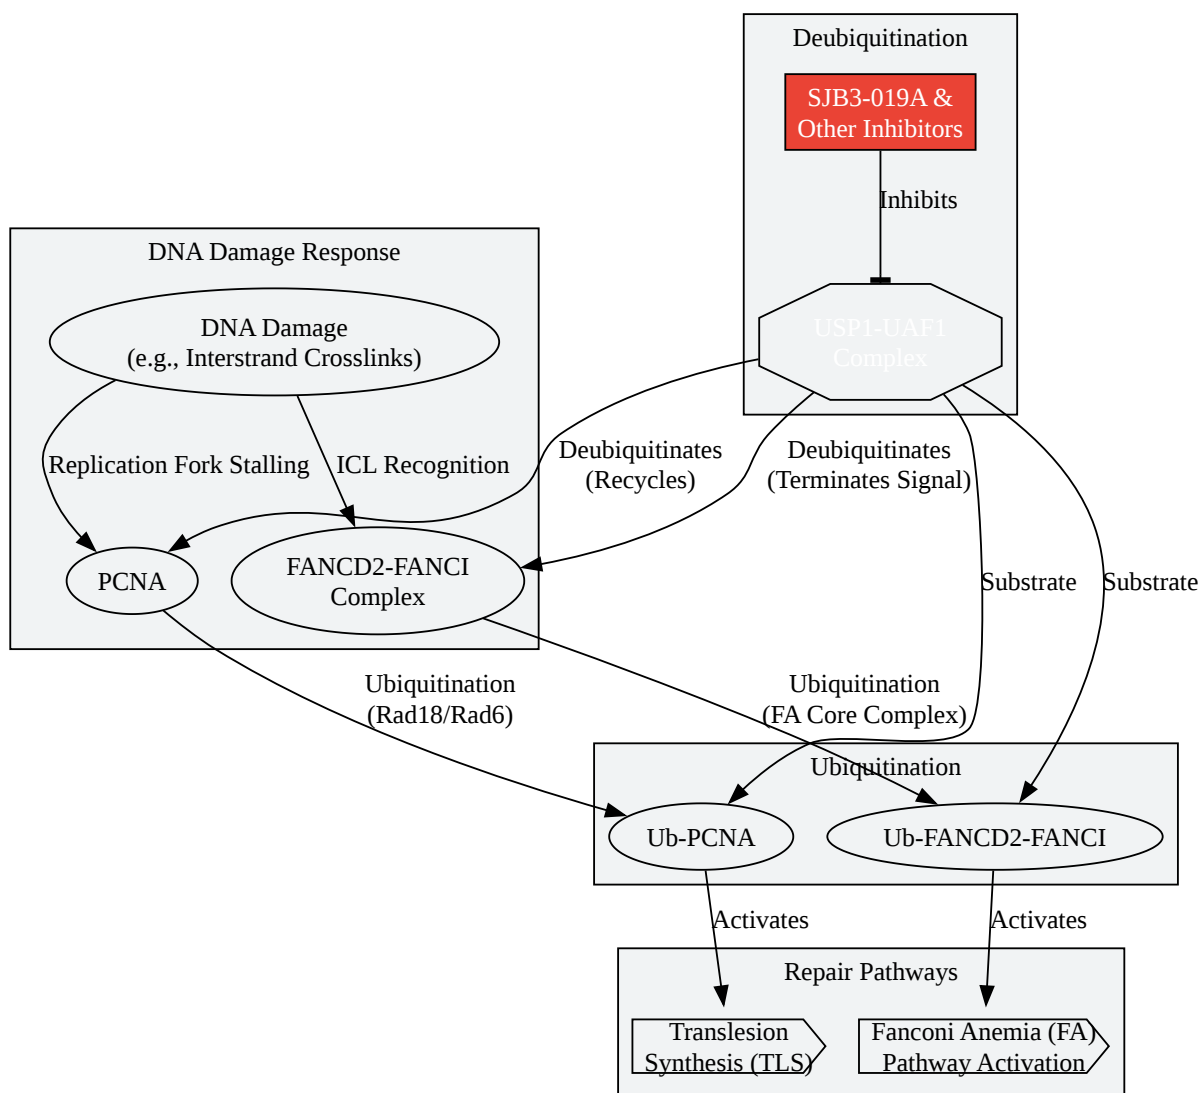 Deubiquitination
SJB3-019A &
Other Inhibitors
Inhibits
DNA Damage Response
DNA Damage
(e.g., Interstrand Crosslinks)
USP1-UAF1
Complex
Replication Fork Stalling
ICL Recognition
Deubiquitinates
(Recycles)
Deubiquitinates
(Terminates Signal)
PCNA
FANCD2-FANCI
Complex
Substrate
Substrate
Ubiquitination
(Rad18/Rad6)
Ubiquitination
(FA Core Complex)
Ubiquitination
Ub-PCNA
Ub-FANCD2-FANCI
Activates
Activates
Repair Pathways
Translesion
Synthesis (TLS)
Fanconi Anemia (FA)
Pathway Activation